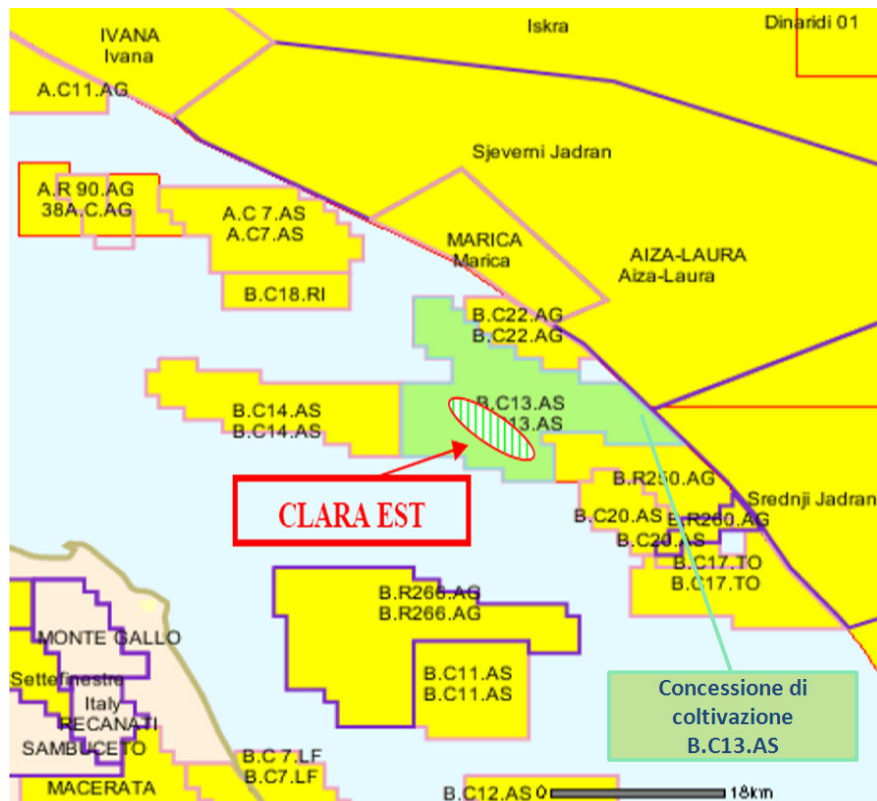 IVANA
Ivana
Iskra
Dinaridi 01
A.C11.AG
Sjeverni Jadran
A.R 90.AG
38A.C.AG
A.C 7.AS
A.C7.AS
MARICA
Marica
AIZA-LAURA
Aiza-Laura
B.C18.RI
B.C22.AG
B.C22.AG
B.C14.AS
B.C14.AS
B.C13.AS
13.AS
CLARA EST
B.R250.AG
Srednji Jadran
B.C20.AS
B.R260.AG
B.C20.AS
B.C17.TO
B.C17.TO
B.R266.AG
B.R266.AG
MONTE GALLO
Settefinestre
Italy
RECANATI
SAMBUCETO
B.C11.AS
B.C11.AS
Concessione di
coltivazione
B.C13.AS
B.C 7.LF
B.C7.LF
MACERATA
B.C12.AS
0
18km